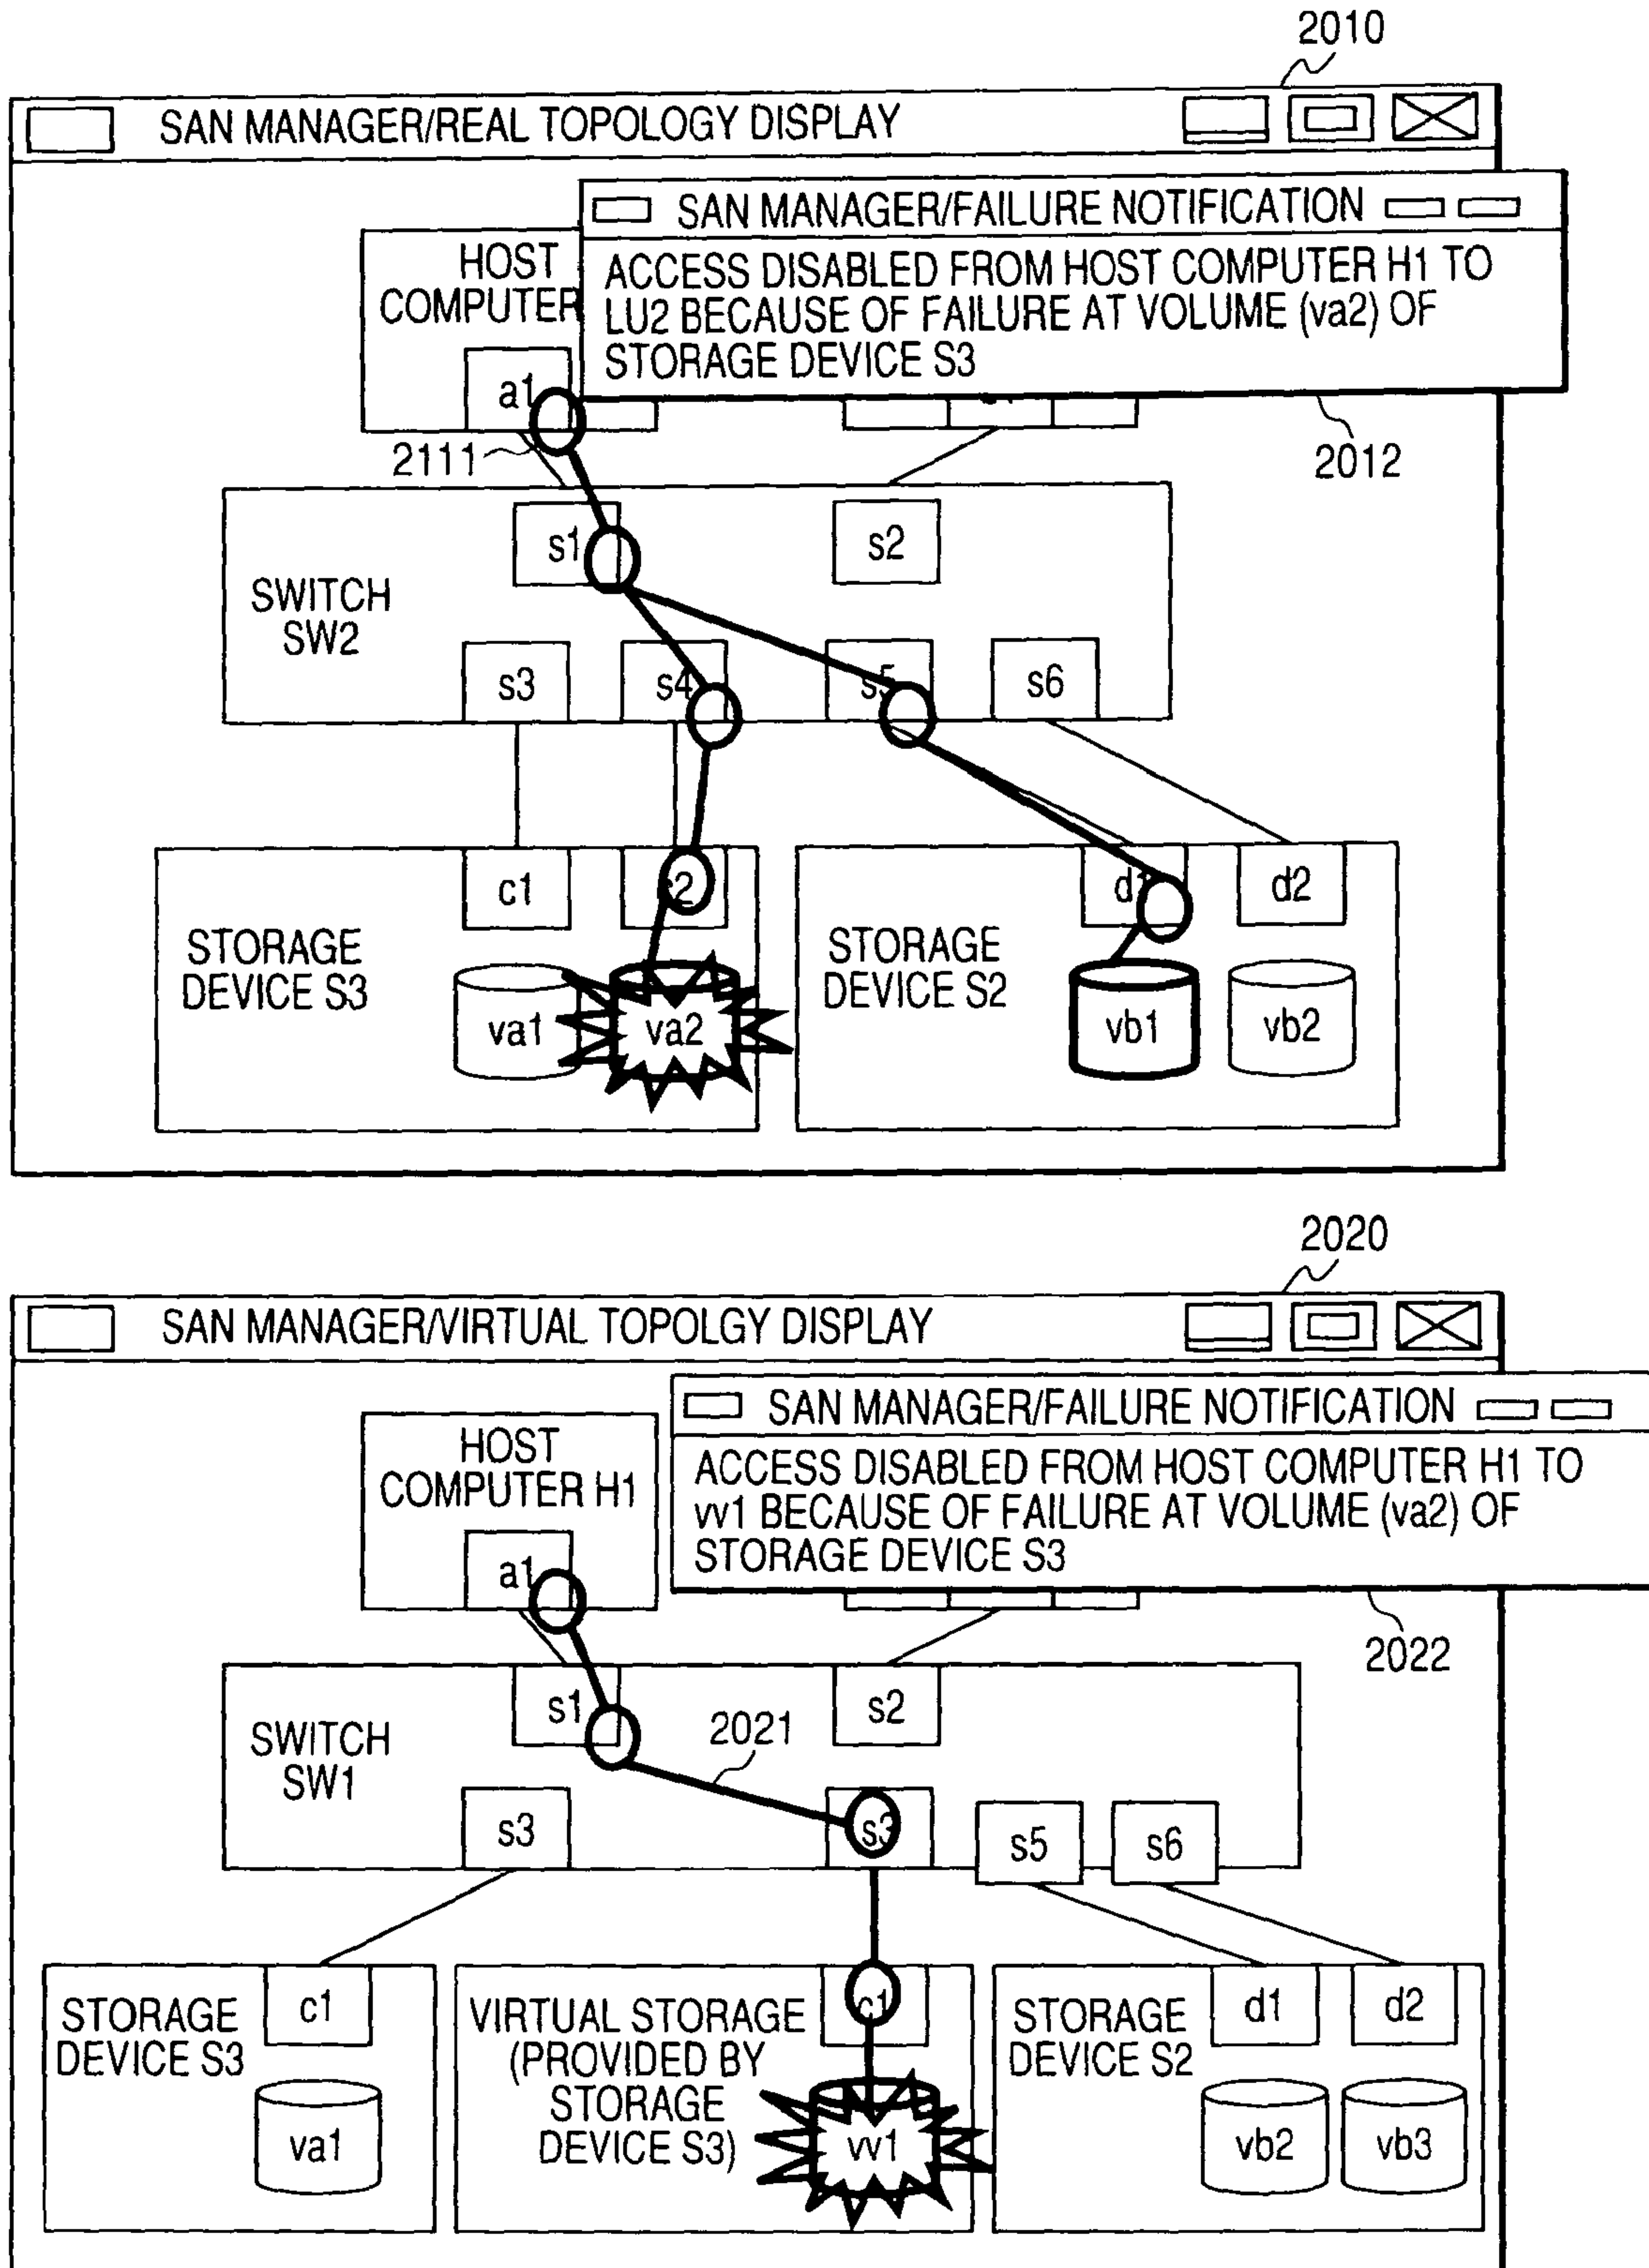 2010
SAN MANAGER/REAL TOPOLOGY DISPLAY
SAN MANAGER/FAILURE NOTIFICATION
ACCESS DISABLED FROM HOST COMPUTER H1 TO
LU2 BECAUSE OF FAILURE AT VOLUME (va2) OF
STORAGE DEVICE S3
HOST
COMPUTER
a1
2111
2012
s1
s2
SWITCH
SW2
s3
s4
s5
s6
c1
2
d1
d2
STORAGE
DEVICE S3
va1
va2
STORAGE
DEVICE S2
vb1
vb2
2020
SAN MANAGER/VIRTUAL TOPOLGY DISPLAY
SAN MANAGER/FAILURE NOTIFICATION
ACCESS DISABLED FROM HOST COMPUTER H1 TO
vv1 BECAUSE OF FAILURE AT VOLUME (va2) OF
STORAGE DEVICE S3
HOST
COMPUTER H1
a1
2022
s1
s2
2021
SWITCH
SW1
s3
s3
s5
s6
STORAGE
DEVICE S3
c1
va1
VIRTUAL STORAGE
(PROVIDED BY
STORAGE
DEVICE S3)
c1
vv1
STORAGE
DEVICE S2
d1
d2
vb2
vb3